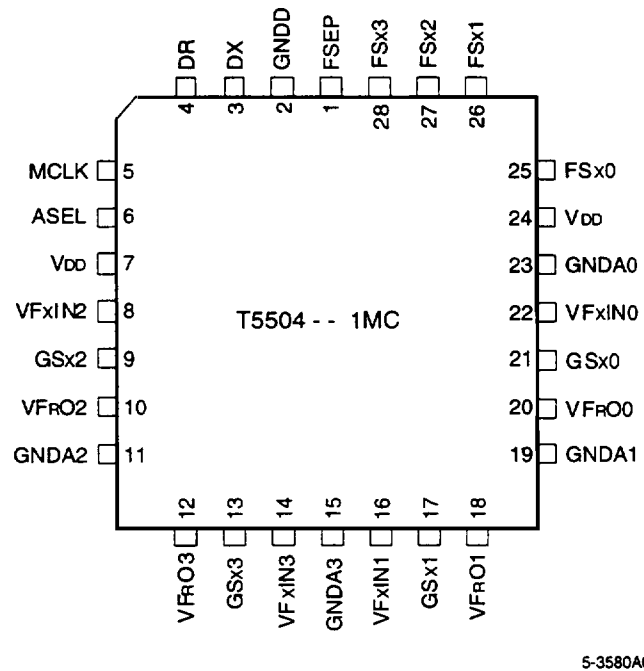 DR
DX
GNDD
FSEP
FSx3
FSx2
FSx1
4
3
2
1
28
27
26
MCLK 5
ASEL 6
VDD 7
VFxIN2 8
GSx2 9
VFRO2 10
GNDA2 11
T5504 - - 1MC
25 FSx0
24 VDD
23 GNDA0
22 VFxIN0
21 GSx0
20 VFRO0
19 GNDA1
12
13
14
15
16
17
18
VFRO3
GSx3
VFxIN3
GNDA3
VFxIN1
GSx1
VFRO1